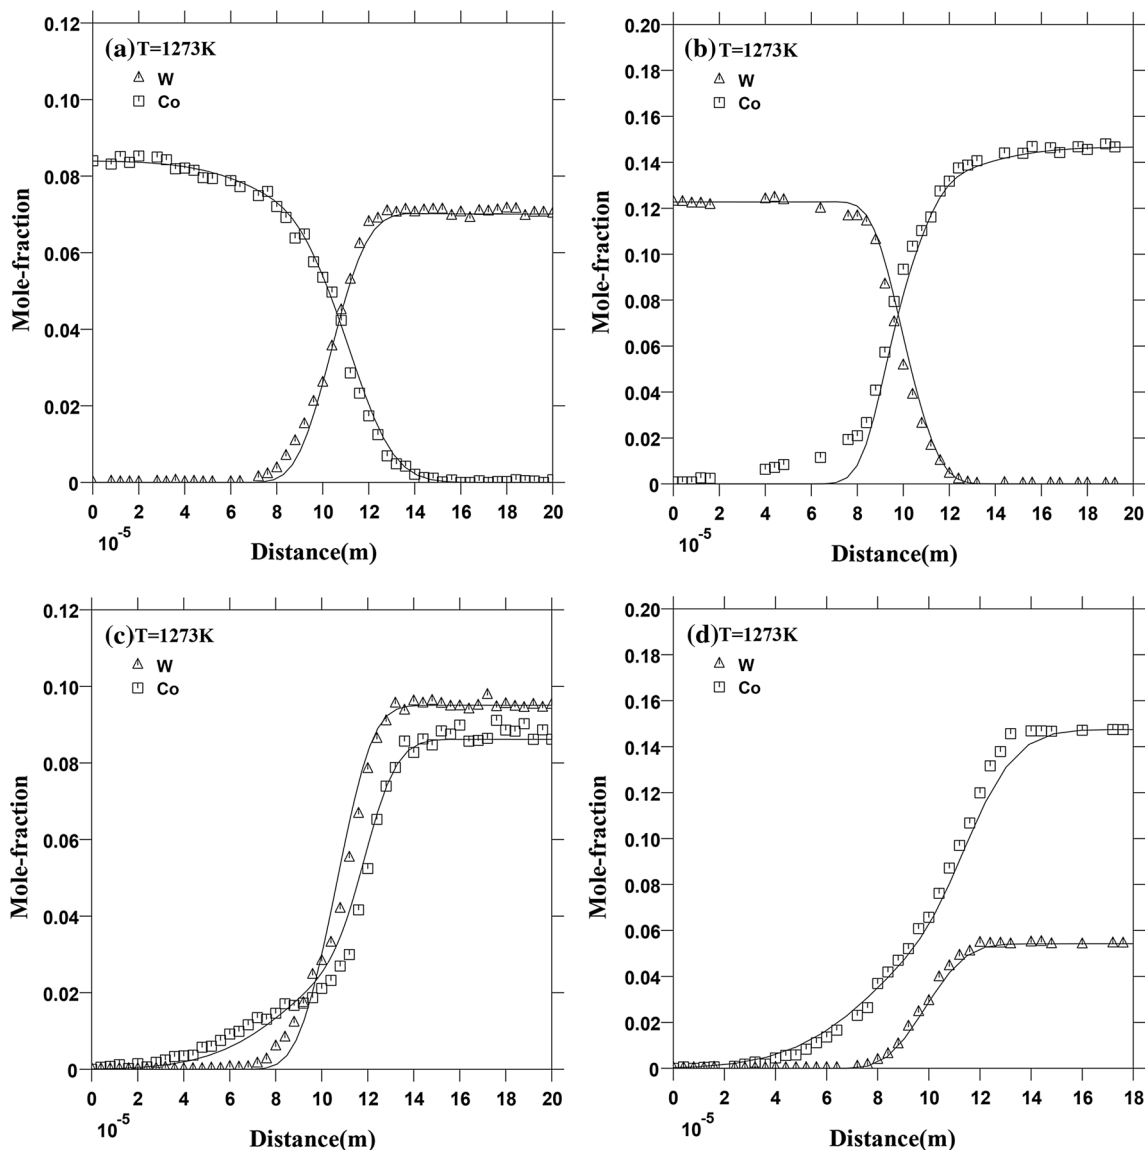 (a) T=1273K
W
Co
0.12
0.10
0.08
0.06
0.04
0.02
0
Mole-fraction
0 2 4 6 8 10 12 14 16 18 20
10-5
Distance(m)
(b) T=1273K
W
Co
0.20
0.18
0.16
0.14
0.12
0.10
0.08
0.06
0.04
0.02
0
Mole-fraction
0 2 4 6 8 10 12 14 16 18 20
10-5
Distance(m)
(c) T=1273K
W
Co
0.12
0.10
0.08
0.06
0.04
0.02
0
Mole-fraction
0 2 4 6 8 10 12 14 16 18 20
10-5
Distance(m)
(d) T=1273K
W
Co
0.20
0.18
0.16
0.14
0.12
0.10
0.08
0.06
0.04
0.02
0
Mole-fraction
0 2 4 6 8 10 12 14 16 18
10-5
Distance(m)